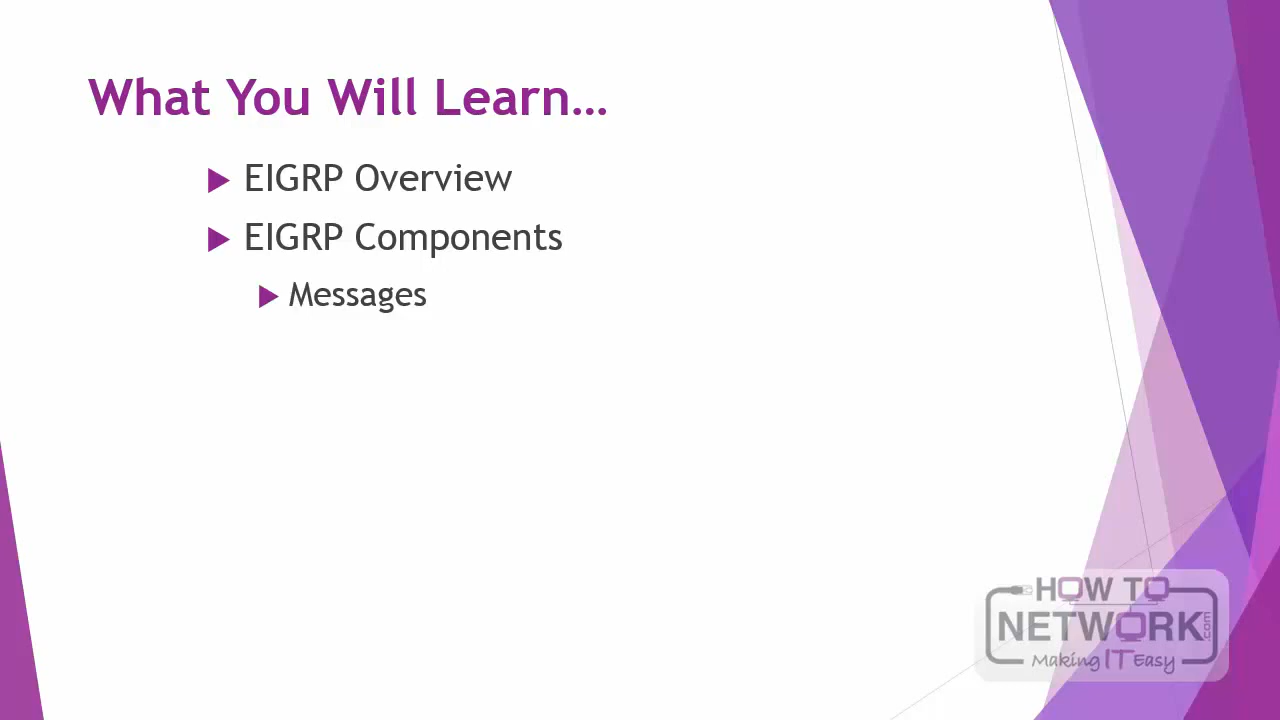 What You Will Learn…
EIGRP Overview
EIGRP Components
Messages
HOW TO
NETWORK.com
Making IT Easy